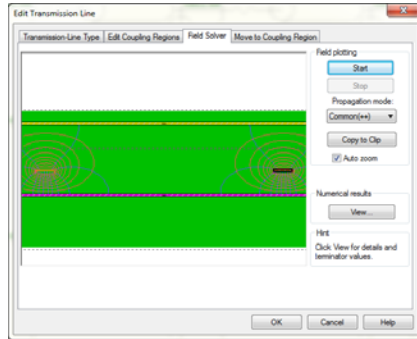 Edit Transmission Line
Transmission-Line Type
Edit Coupling Regions
Field Solver
Move to Coupling Region
Field plotting
Start
Stop
Propagation mode:
Common(++)
Copy to Clip
Auto zoom
Numerical results
View...
Hint
Click View for details and
terminator values.
OK
Cancel
Help